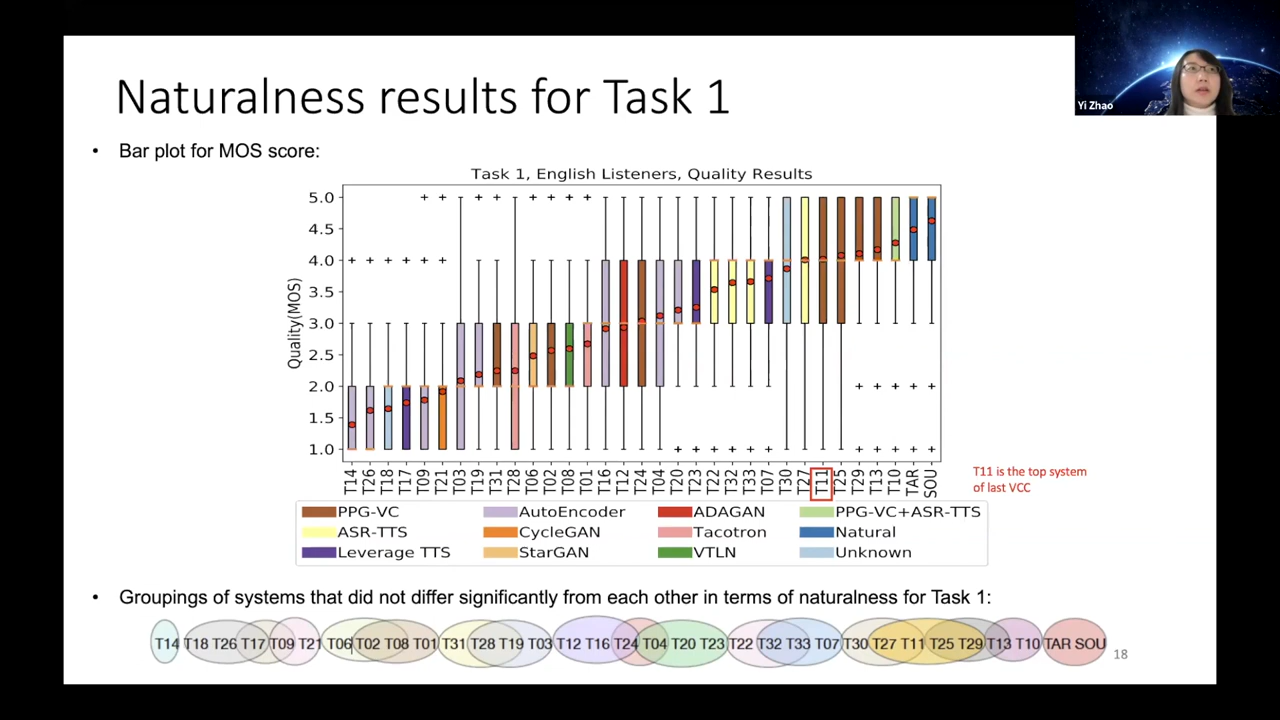 Naturalness results for Task 1
Yi Zhao
• Bar plot for MOS score:
Task 1, English Listeners, Quality Results
Quality(MOS)
5.0
4.5
4.0
3.5
3.0
2.5
2.0
1.5
1.0
T14 T26 T18 T17 T09 T21 T03 T19 T31 T28 T06 T02 T08 T01 T16 T12 T24 T04 T20 T23 T22 T32 T33 T07 T30 T27 T11 T25 T29 T13 T10 TAR SOU
T11 is the top system
of last VCC
PPG-VC AutoEncoder ADAGAN PPG-VC+ASR-TTS
ASR-TTS CycleGAN Tacotron Natural
Leverage TTS StarGAN VTLN Unknown
• Groupings of systems that did not differ significantly from each other in terms of naturalness for Task 1:
T14 T18 T26 T17 T09 T21 T06 T02 T08 T01 T31 T28 T19 T03 T12 T16 T24 T04 T20 T23 T22 T32 T33 T07 T30 T27 T11 T25 T29 T13 T10 TAR SOU
18